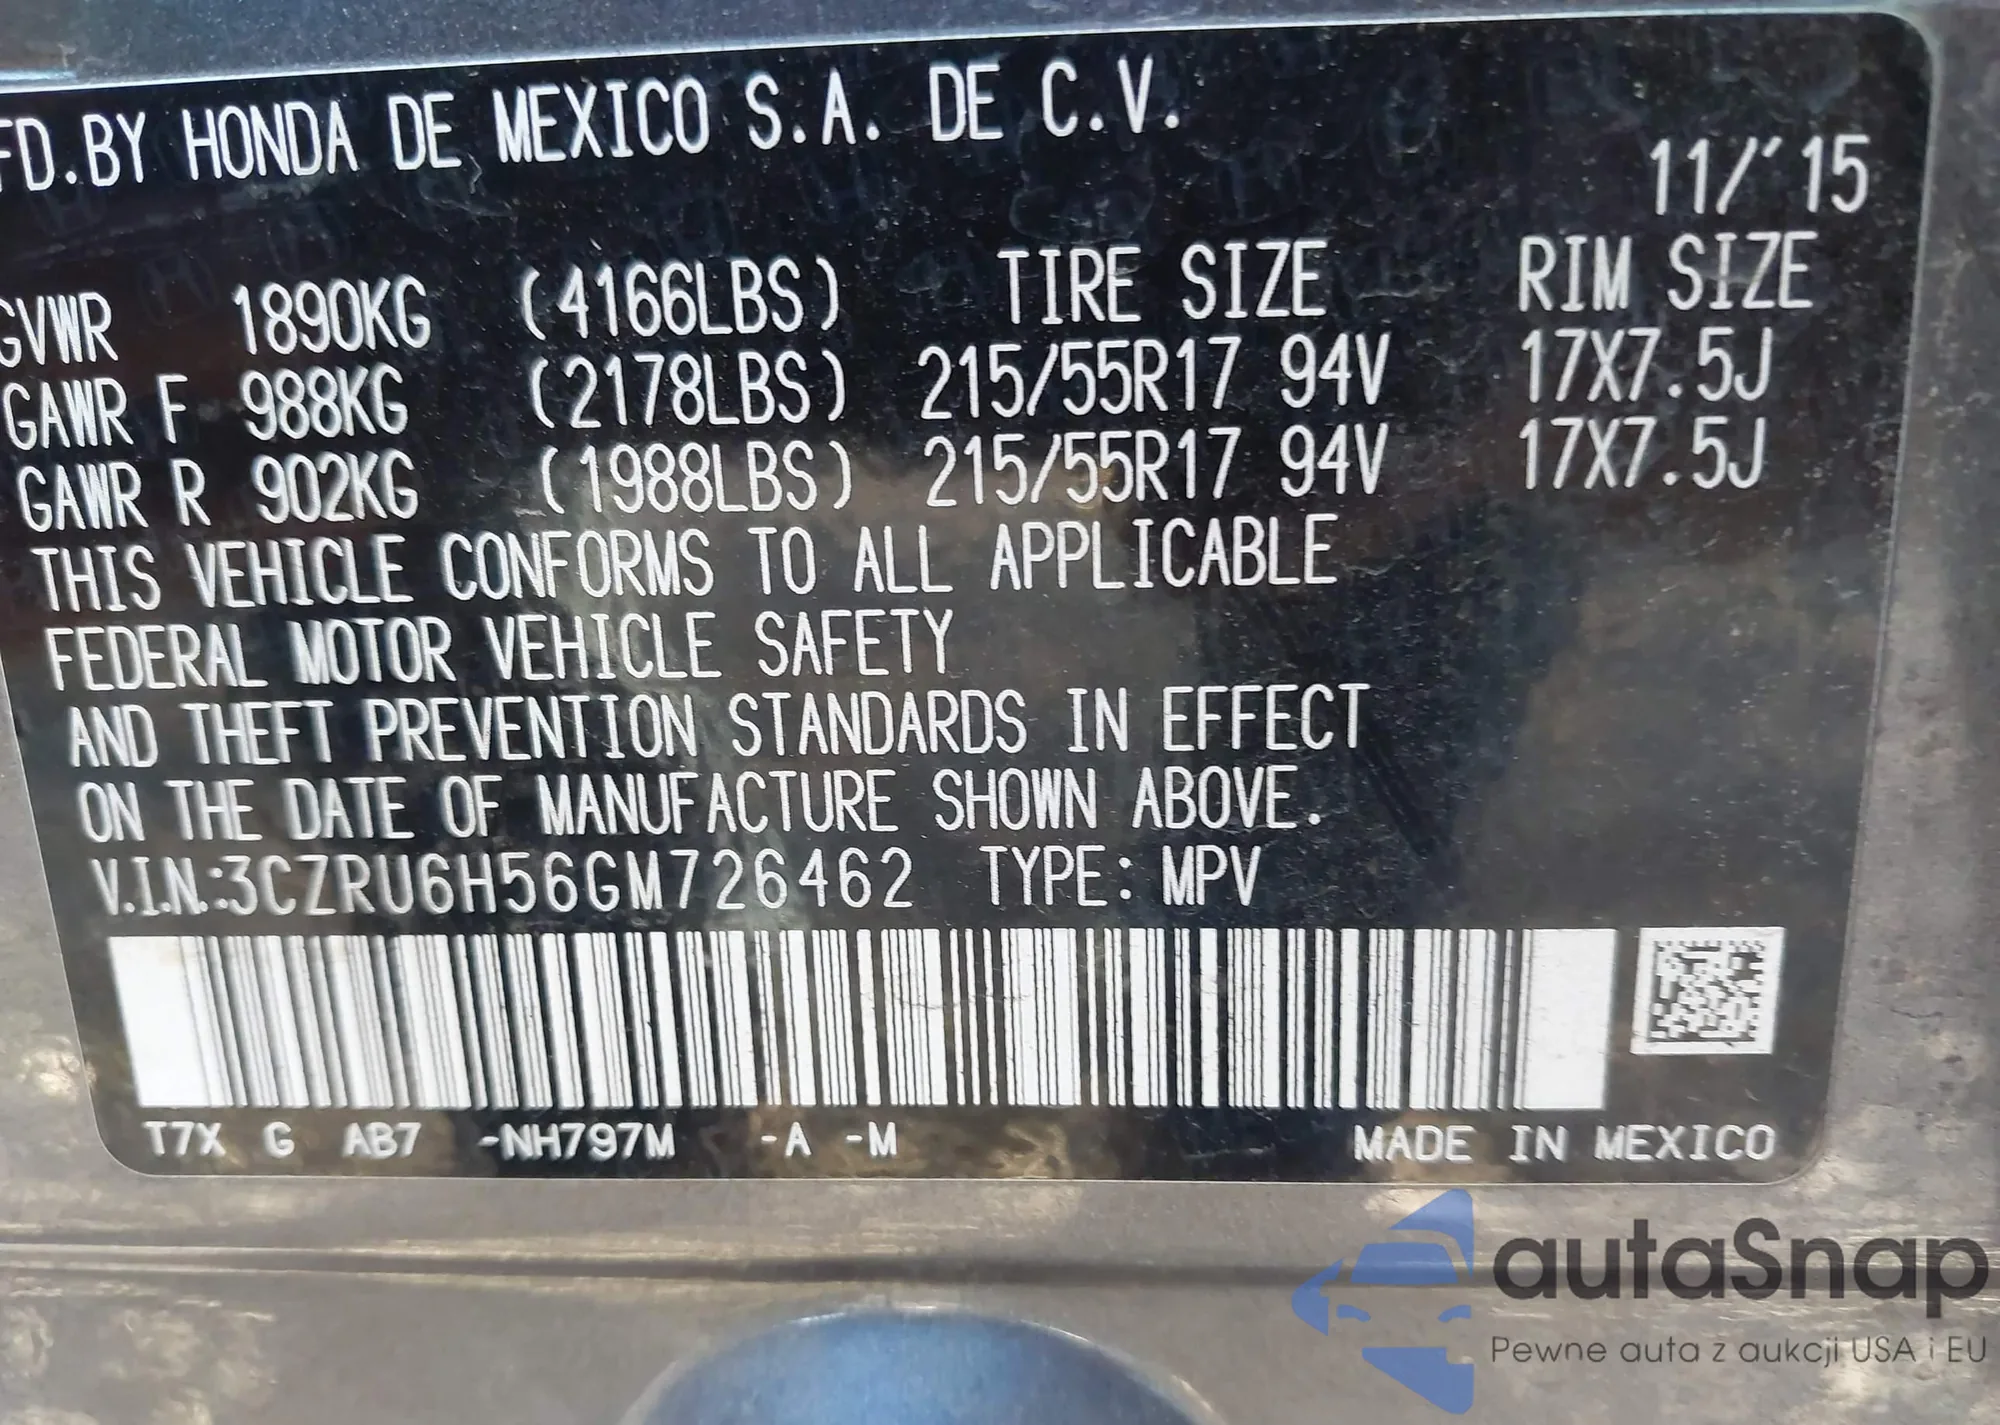 FD.BY HONDA DE MEXICO S.A. DE C.V.
11/'15
GVWR 1890KG (4166LBS) TIRE SIZE RIM SIZE
GAWR F 988KG (2178LBS) 215/55R17 94V 17X7.5J
GAWR R 902KG (1988LBS) 215/55R17 94V 17X7.5J
THIS VEHICLE CONFORMS TO ALL APPLICABLE
FEDERAL MOTOR VEHICLE SAFETY
AND THEFT PREVENTION STANDARDS IN EFFECT
ON THE DATE OF MANUFACTURE SHOWN ABOVE.
V.I.N.:3CZRU6H56GM726462 TYPE: MPV
T7X G AB7 -NH797M -A -M MADE IN MEXICO
autaSnap
Pewne auta z aukcji USA i EU